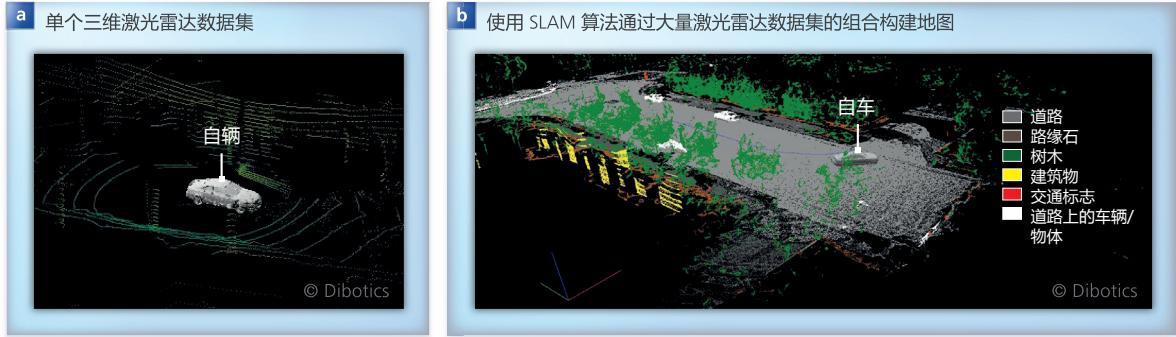 a 单个三维激光雷达数据集
自辆
© Dibotics
b 使用 SLAM 算法通过大量激光雷达数据集的组合构建地图
自车
道路
路缘石
树木
建筑物
交通标志
道路上的车辆/
物体
© Dibotics